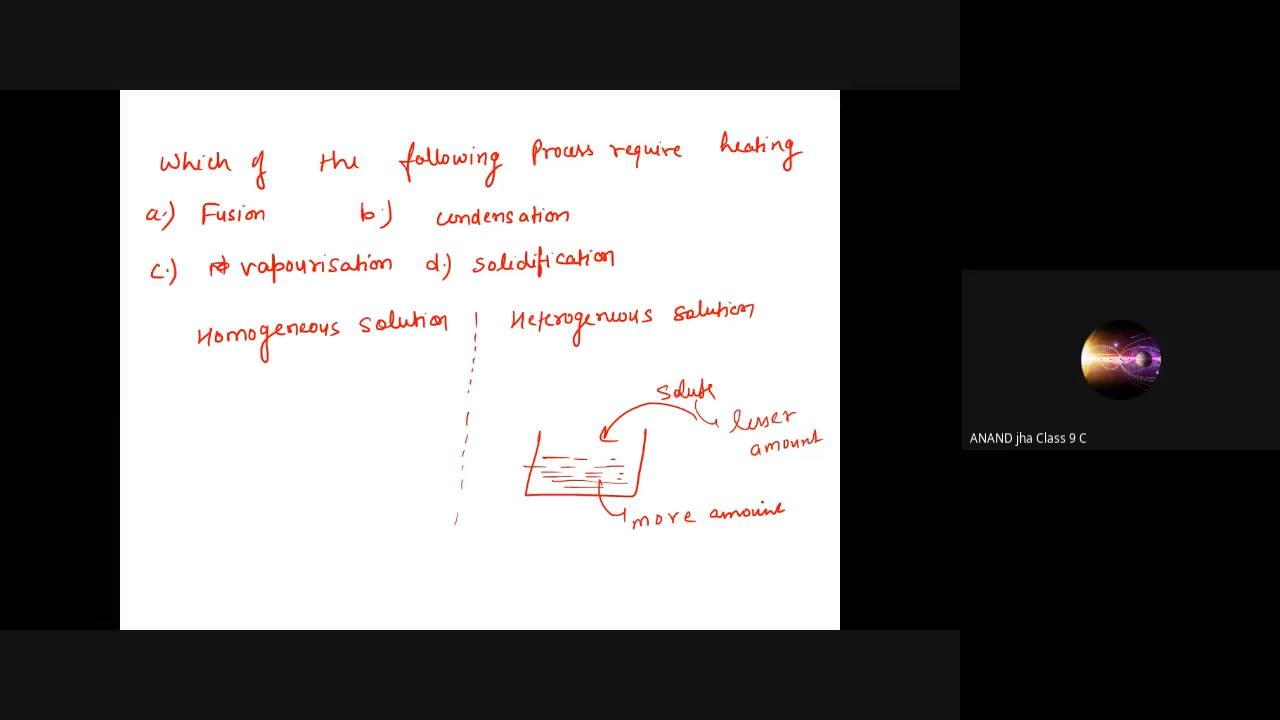 Which of the following Process require heating
a.) Fusion b.) condensation
c.) vapourisation d.) solidification
Homogeneous solution Heterogeneous solution
solute
lesser
amount
more amount
ANAND jha Class 9 C